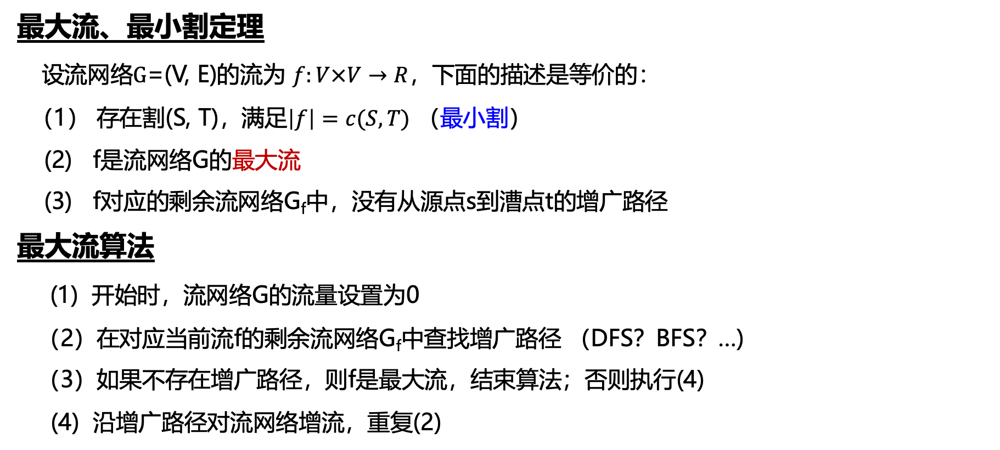 最大流、最小割定理
设流网络G=(V, E)的流为 f:V×V → R，下面的描述是等价的：
（1） 存在割(S, T)，满足|f| = c(S,T) （最小割）
(2) f是流网络G的最大流
(3) f对应的剩余流网络Gf中，没有从源点s到漕点t的增广路径
最大流算法
(1) 开始时，流网络G的流量设置为0
（2）在对应当前流f的剩余流网络Gf中查找增广路径 （DFS？BFS？...）
（3）如果不存在增广路径，则f是最大流，结束算法；否则执行(4)
(4) 沿增广路径对流网络增流，重复(2)